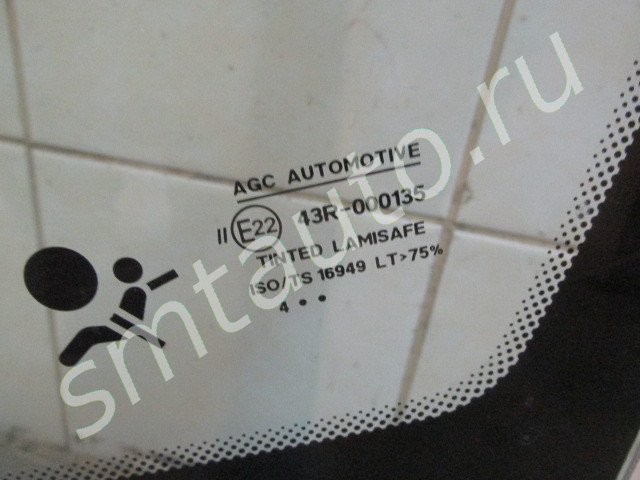 AGC AUTOMOTIVE
II E22 43R-000135
TINTED LAMISAFE
ISO/TS 16949 LT>75%
4 • •
smtauto.ru